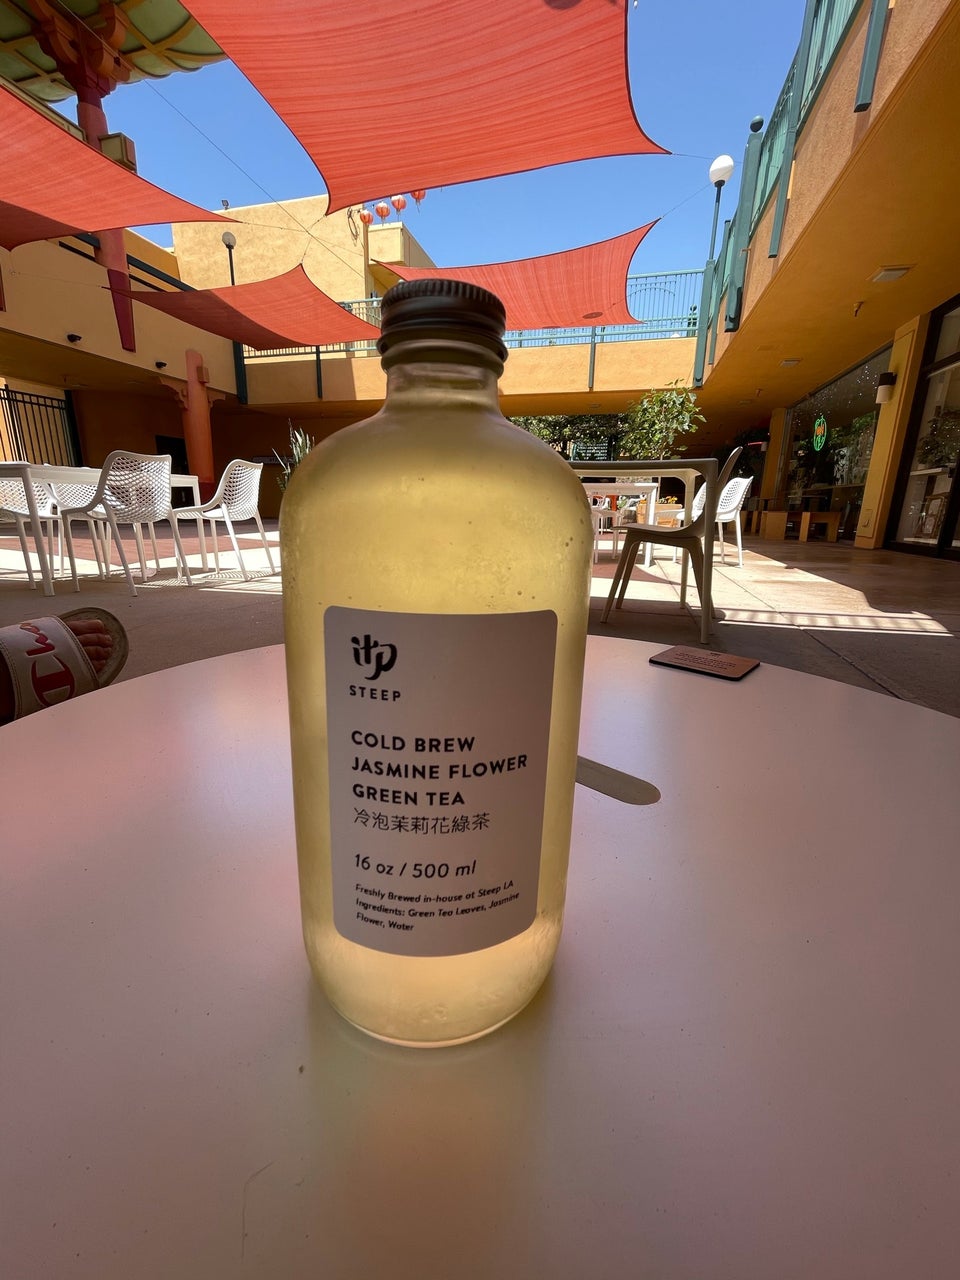 STEEP
COLD BREW
JASMINE FLOWER
GREEN TEA
冷泡茉莉花綠茶
16 oz / 500 ml
Freshly Brewed in-house at Steep LA
Ingredients: Green Tea Leaves, Jasmine
Flower, Water